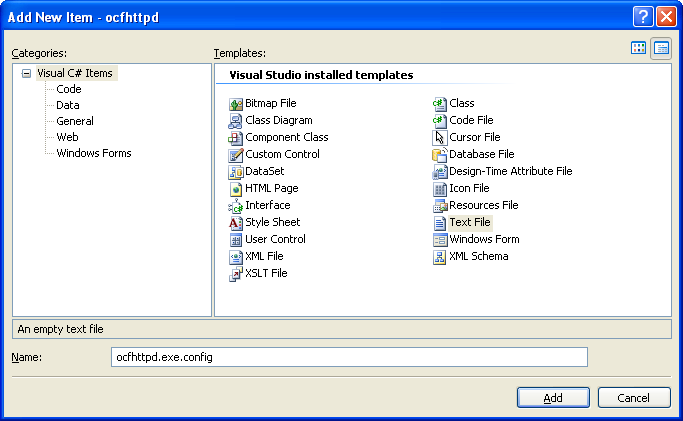 Add New Item - ocfhttpd
Categories:
Templates:
Visual C# Items
Code
Data
General
Web
Windows Forms
Visual Studio installed templates
Bitmap File
Class
Class Diagram
Code File
Component Class
Cursor File
Custom Control
Database File
DataSet
Design-Time Attribute File
HTML Page
Icon File
Interface
Resources File
Style Sheet
Text File
User Control
Windows Form
XML File
XML Schema
XSLT File
An empty text file
Name:
ocfhttpd.exe.config
Add
Cancel